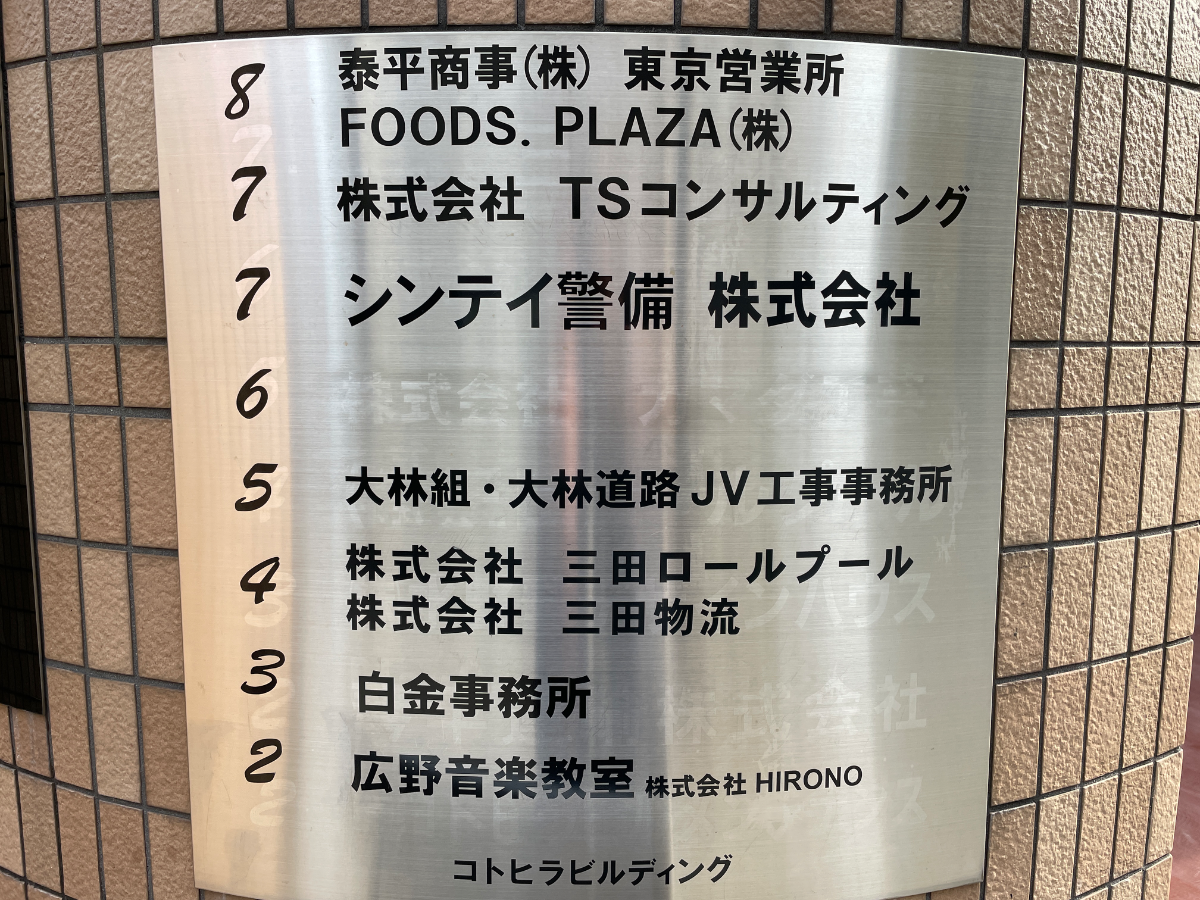 8 泰平商事(株) 東京営業所
FOODS. PLAZA(株)
7 株式会社 TSコンサルティング
7 シンテイ警備 株式会社
6
5 大林組・大林道路 JV工事事務所
4 株式会社 三田ロールプール
株式会社 三田物流
3 白金事務所
2 広野音楽教室 株式会社 HIRONO
コトヒラビルディング